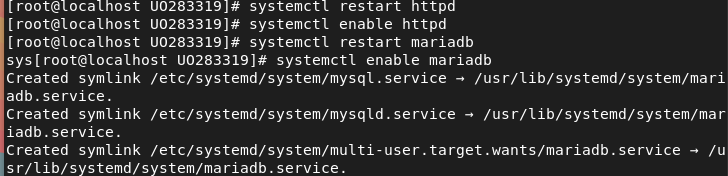 [root@localhost UO283319]# systemctl restart httpd
[root@localhost UO283319]# systemctl enable httpd
[root@localhost UO283319]# systemctl restart mariadb
sys[root@localhost UO283319]# systemctl enable mariadb
Created symlink /etc/systemd/system/mysql.service → /usr/lib/systemd/system/mari
adb.service.
Created symlink /etc/systemd/system/mysqld.service → /usr/lib/systemd/system/mar
iadb.service.
Created symlink /etc/systemd/system/multi-user.target.wants/mariadb.service → /u
sr/lib/systemd/system/mariadb.service.